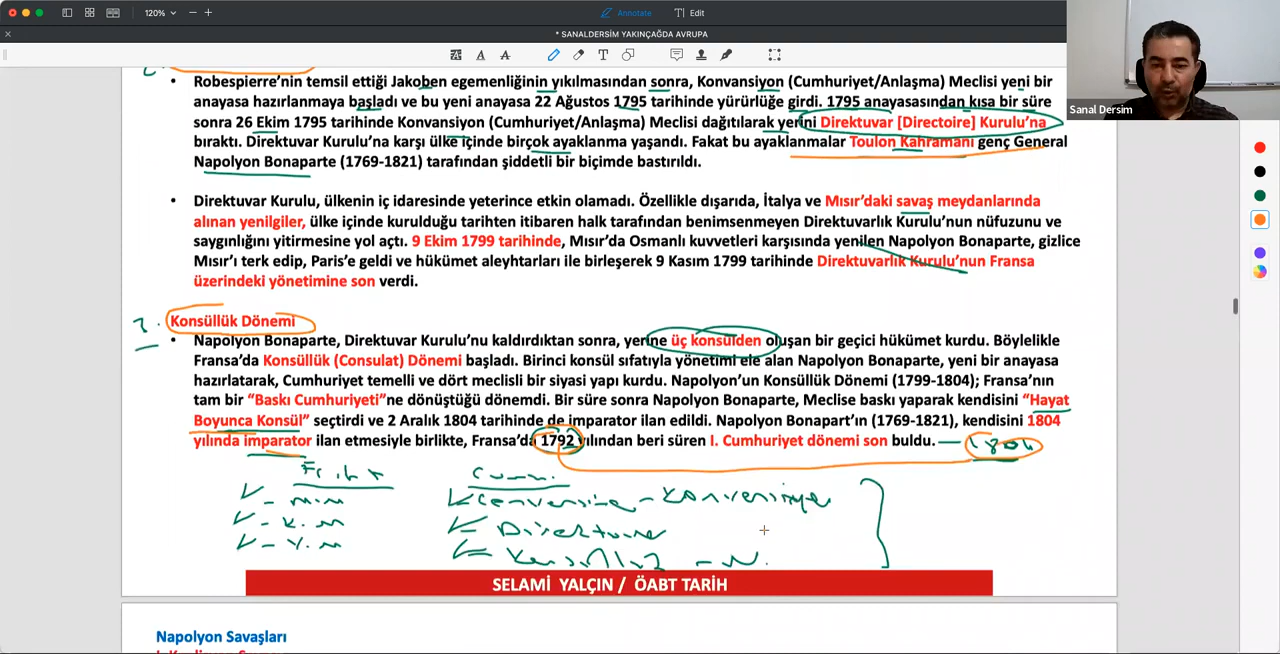 120%
Annotate
Edit
* SANALDERSİM YAKINÇAĞDA AVRUPA
Sanal Dersim
• Robespierre'nin temsil ettiği Jakoben egemenliğinin yıkılmasından sonra, Konvansiyon (Cumhuriyet/Anlaşma) Meclisi yeni bir
anayasa hazırlanmaya başladı ve bu yeni anayasa 22 Ağustos 1795 tarihinde yürürlüğe girdi. 1795 anayasasından kısa bir süre
sonra 26 Ekim 1795 tarihinde Konvansiyon (Cumhuriyet/Anlaşma) Meclisi dağıtılarak yerini Direktuvar [Directoire] Kurulu'na
bıraktı. Direktuvar Kurulu'na karşı ülke içinde birçok ayaklanma yaşandı. Fakat bu ayaklanmalar Toulon Kahramanı genç General
Napolyon Bonaparte (1769-1821) tarafından şiddetli bir biçimde bastırıldı.
• Direktuvar Kurulu, ülkenin iç idaresinde yeterince etkin olamadı. Özellikle dışarıda, İtalya ve Mısır'daki savaş meydanlarında
alınan yenilgiler, ülke içinde kurulduğu tarihten itibaren halk tarafından benimsenmeyen Direktuvarlık Kurulu'nun nüfuzunu ve
saygınlığını yitirmesine yol açtı. 9 Ekim 1799 tarihinde, Mısır'da Osmanlı kuvvetleri karşısında yenilen Napolyon Bonaparte, gizlice
Mısır'ı terk edip, Paris'e geldi ve hükümet aleyhtarları ile birleşerek 9 Kasım 1799 tarihinde Direktuvarlık Kurulu'nun Fransa
üzerindeki yönetimine son verdi.
Konsüllük Dönemi
• Napolyon Bonaparte, Direktuvar Kurulu'nu kaldırdıktan sonra, yerine üç konsülden oluşan bir geçici hükümet kurdu. Böylelikle
Fransa'da Konsüllük (Consulat) Dönemi başladı. Birinci konsül sıfatıyla yönetimi ele alan Napolyon Bonaparte, yeni bir anayasa
hazırlatarak, Cumhuriyet temelli ve dört meclisli bir siyasi yapı kurdu. Napolyon'un Konsüllük Dönemi (1799-1804); Fransa'nın
tam bir "Baskı Cumhuriyeti"ne dönüştüğü dönemdi. Bir süre sonra Napolyon Bonaparte, Meclise baskı yaparak kendisini "Hayat
Boyunca Konsül" seçtirdi ve 2 Aralık 1804 tarihinde de imparator ilan edildi. Napolyon Bonapart'ın (1769-1821), kendisini 1804
yılında imparator ilan etmesiyle birlikte, Fransa'da 1792 yılından beri süren I. Cumhuriyet dönemi son buldu. — 1804
- M.M
- K.M
- Y.M
SELAMİ YALÇIN / ÖABT TARİH
Napolyon Savaşları